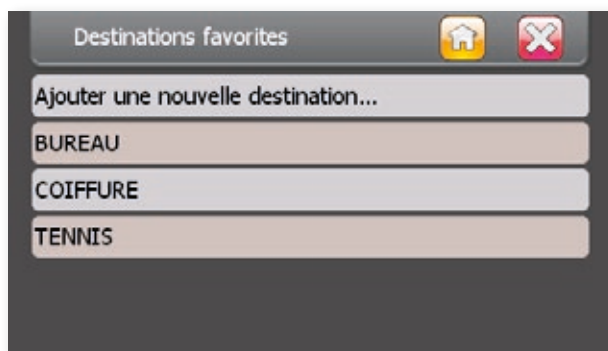 Destinations favorites
Ajouter une nouvelle destination...
BUREAU
COIFFURE
TENNIS